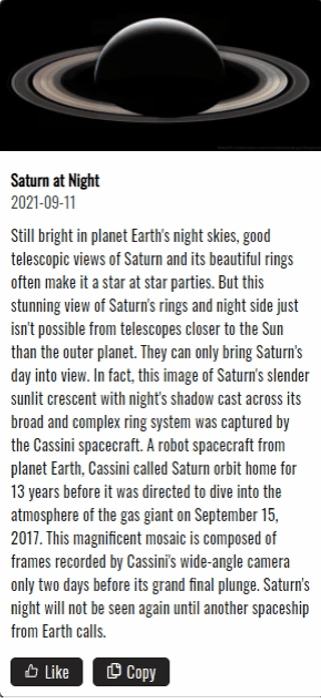 Saturn at Night
2021-09-11
Still bright in planet Earth's night skies, good
telescopic views of Saturn and its beautiful rings
often make it a star at star parties. But this
stunning view of Saturn's rings and night side just
isn't possible from telescopes closer to the Sun
than the outer planet. They can only bring Saturn's
day into view. In fact, this image of Saturn's slender
sunlit crescent with night's shadow cast across its
broad and complex ring system was captured by
the Cassini spacecraft. A robot spacecraft from
planet Earth, Cassini called Saturn orbit home for
13 years before it was directed to dive into the
atmosphere of the gas giant on September 15,
2017. This magnificent mosaic is composed of
frames recorded by Cassini's wide-angle camera
only two days before its grand final plunge. Saturn's
night will not be seen again until another spaceship
from Earth calls.
Like Copy